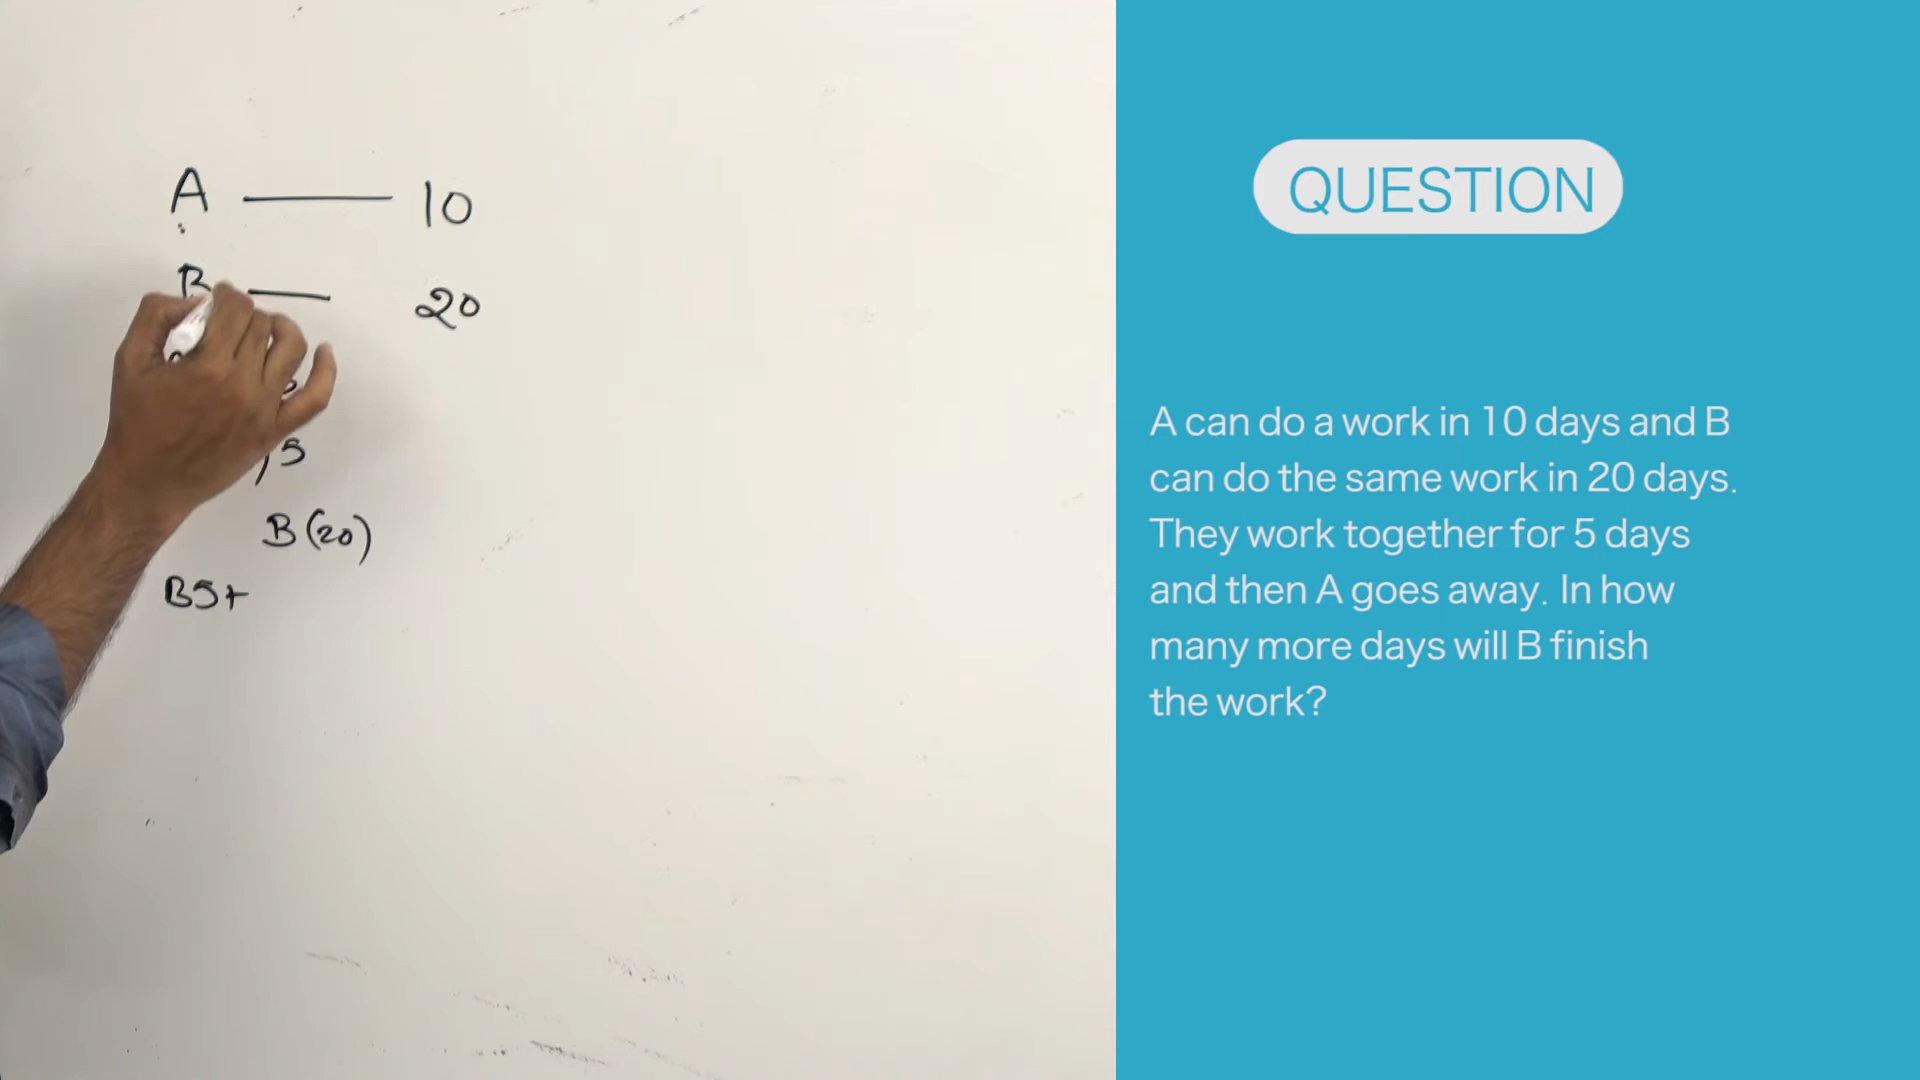 A — 10
B — 20
5
B (20)
B5+
QUESTION
A can do a work in 10 days and B
can do the same work in 20 days.
They work together for 5 days
and then A goes away. In how
many more days will B finish
the work?